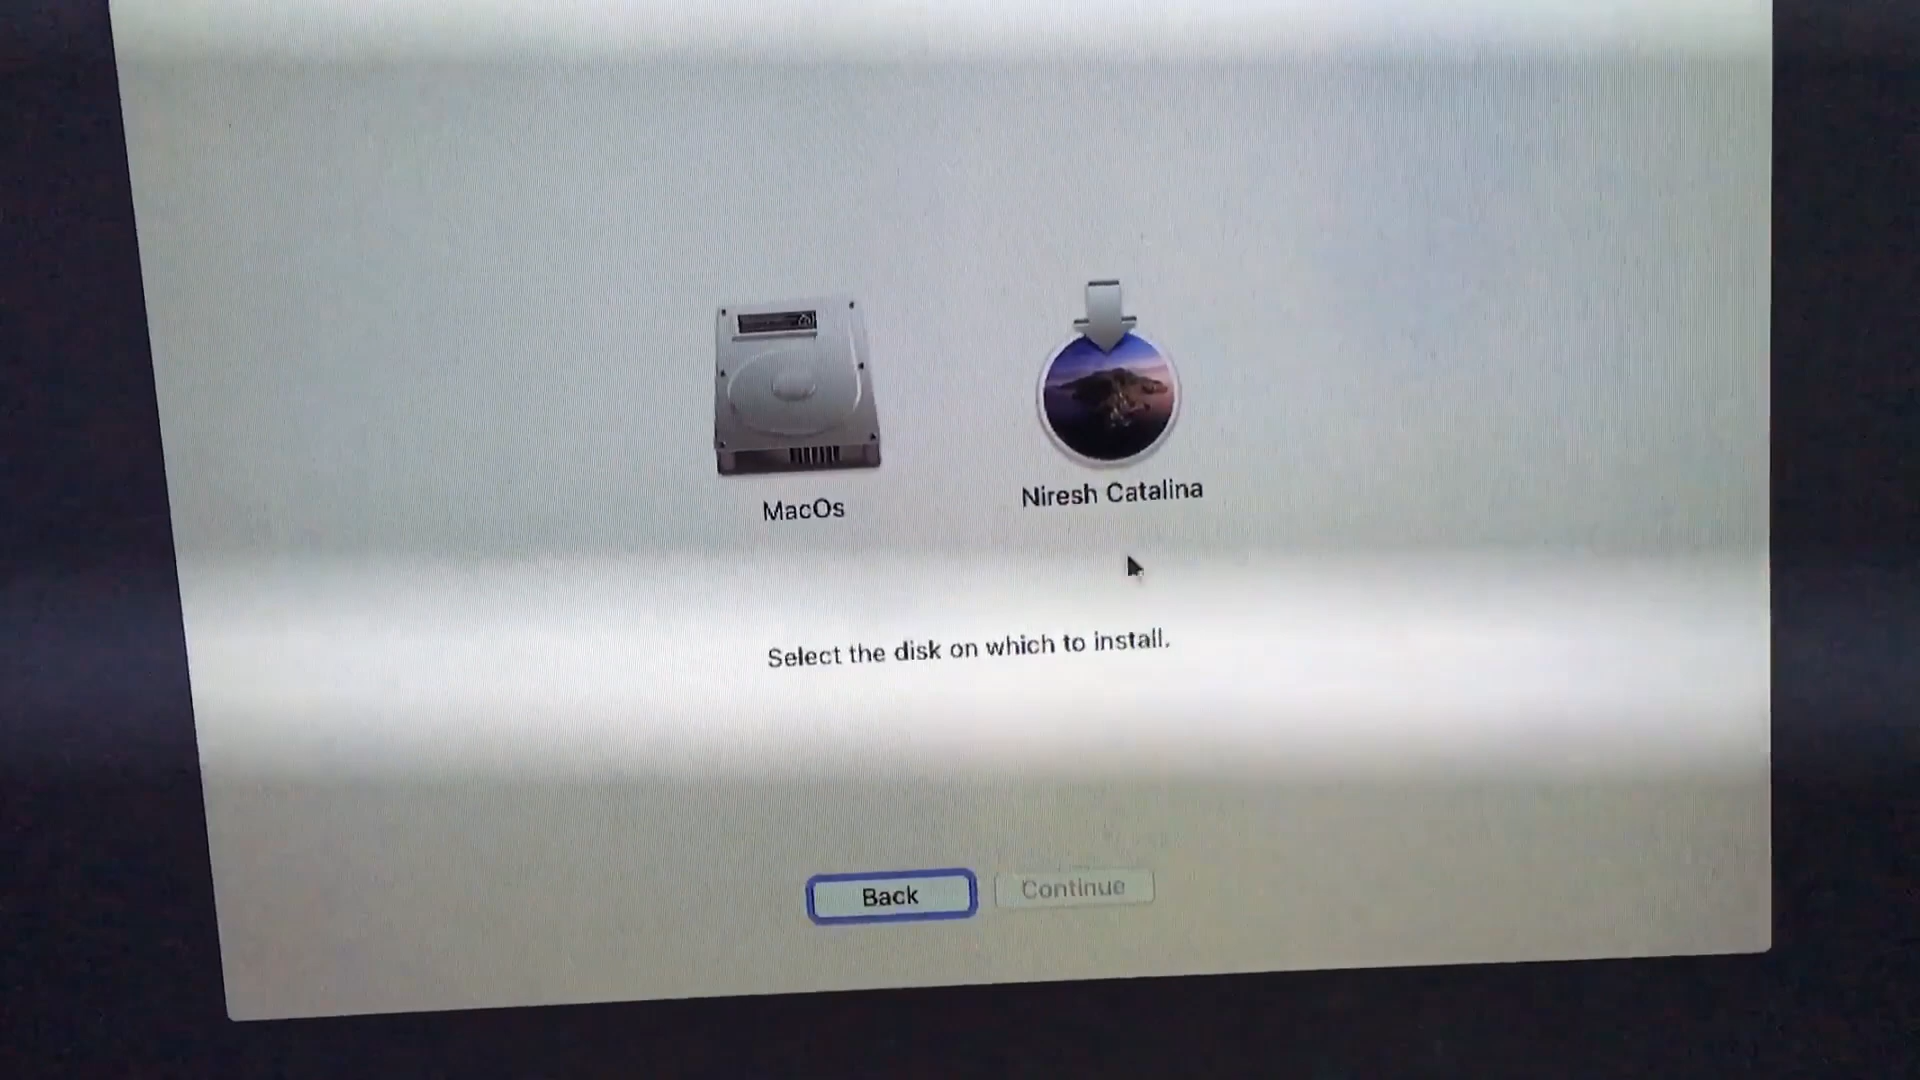 MacOs
Niresh Catalina
Select the disk on which to install.
Back
Continue